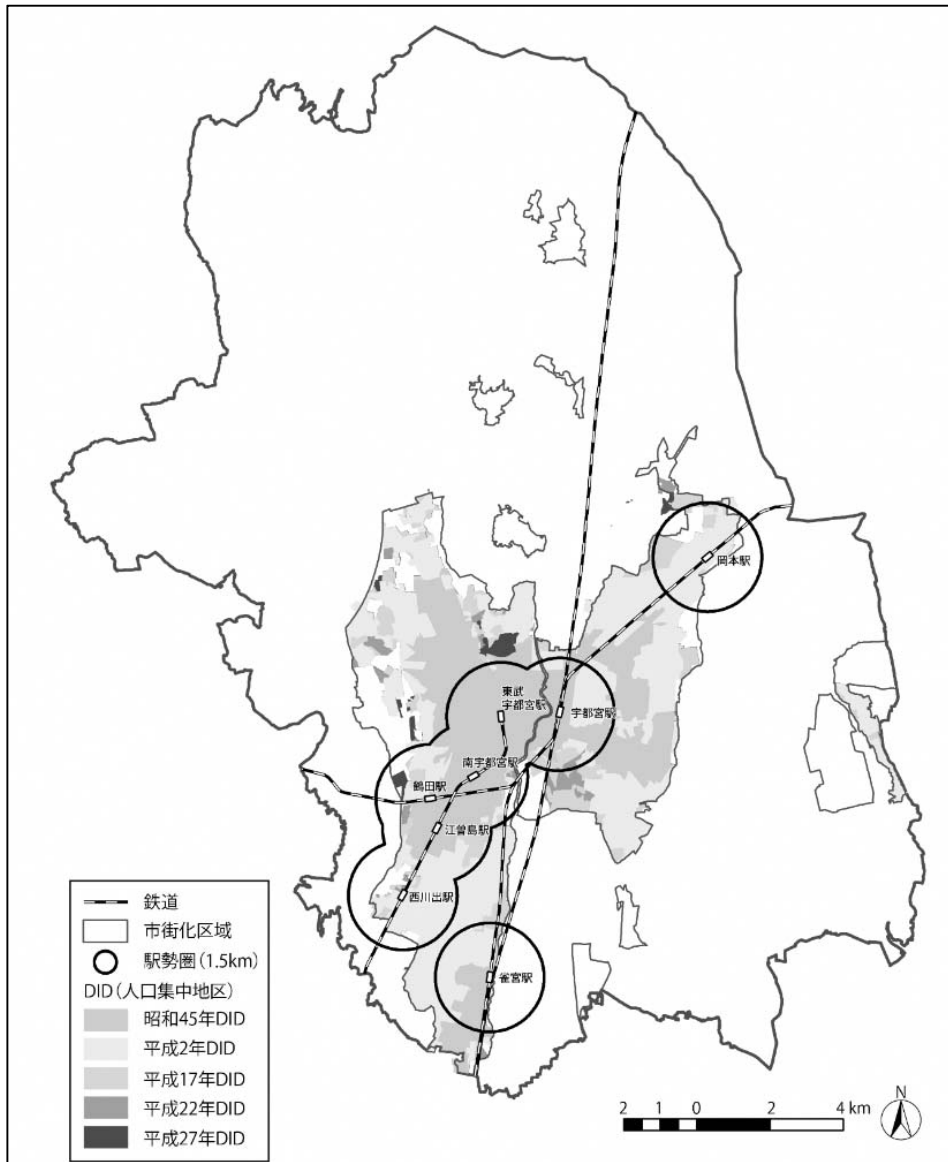 岡本駅
東武
宇都宮駅
宇都宮駅
南宇都宮駅
鶴田駅
江曽島駅
西川出駅
雀宮駅
鉄道
市街化区域
駅勢圏(1.5km)
DID(人口集中地区)
昭和45年DID
平成2年DID
平成17年DID
平成22年DID
平成27年DID
2 1 0 2 4 km
N